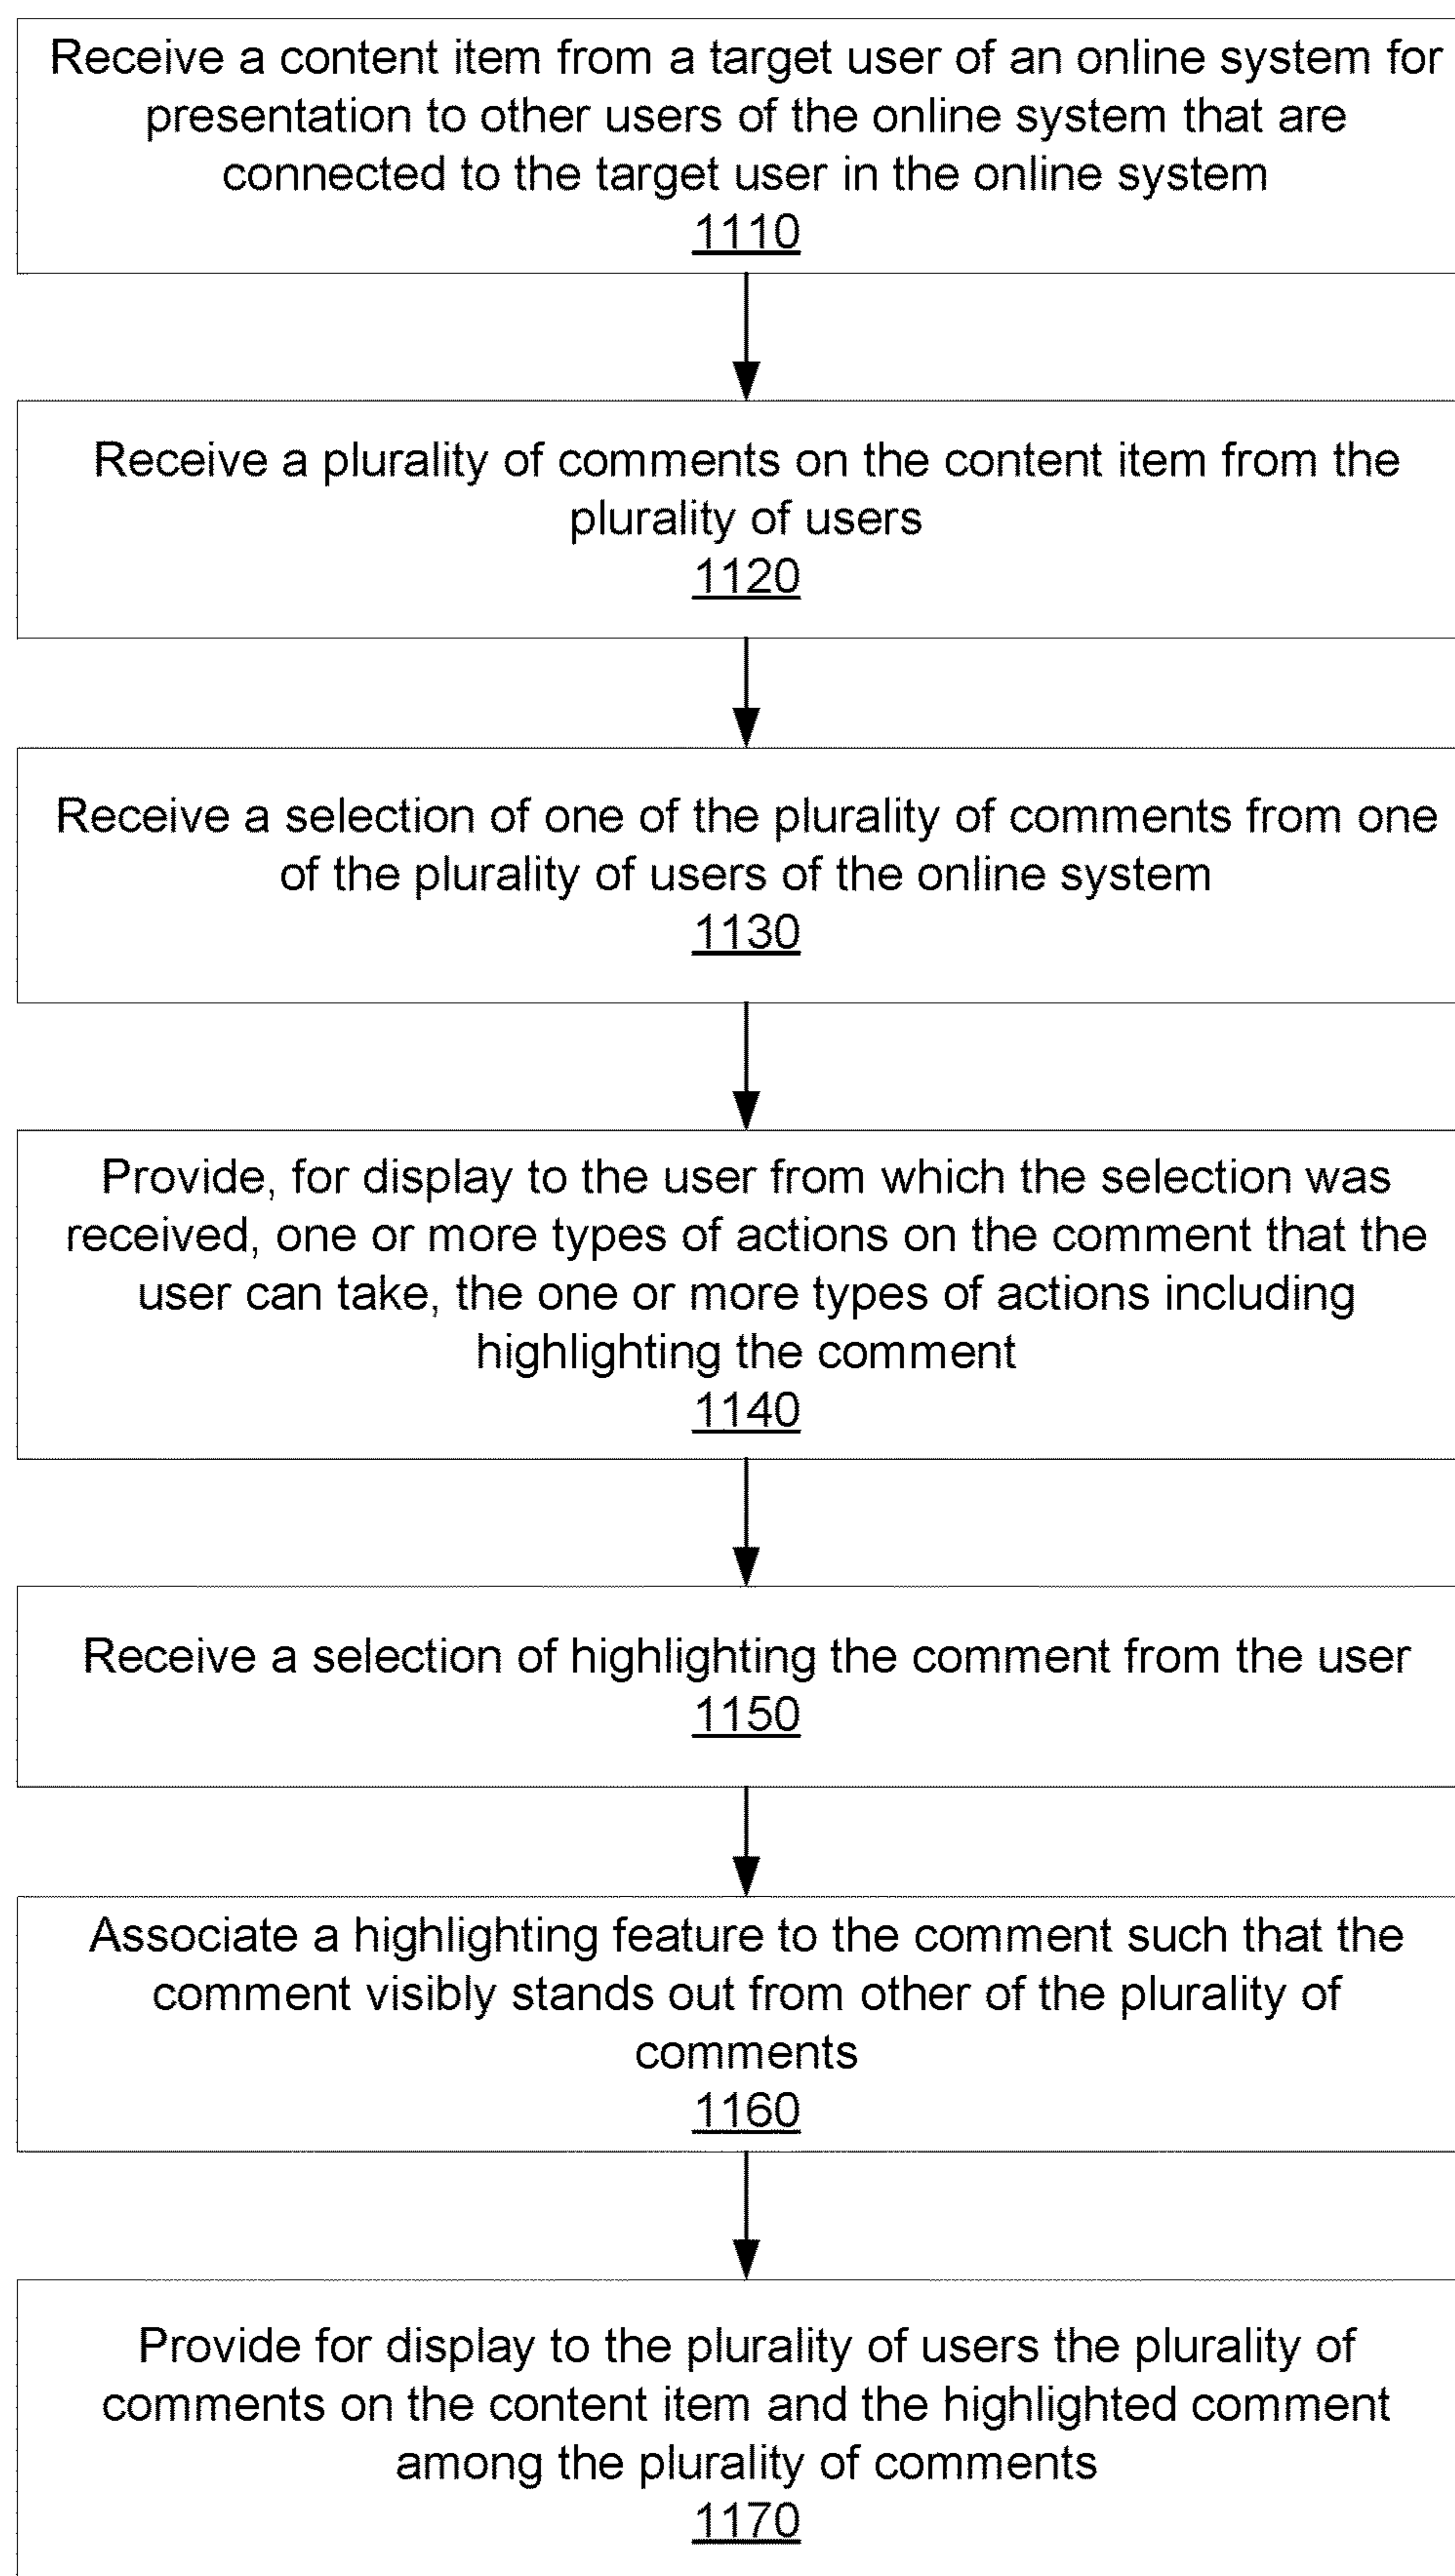 Receive a content item from a target user of an online system for
presentation to other users of the online system that are
connected to the target user in the online system
1110
Receive a plurality of comments on the content item from the
plurality of users
1120
Receive a selection of one of the plurality of comments from one
of the plurality of users of the online system
1130
Provide, for display to the user from which the selection was
received, one or more types of actions on the comment that the
user can take, the one or more types of actions including
highlighting the comment
1140
Receive a selection of highlighting the comment from the user
1150
Associate a highlighting feature to the comment such that the
comment visibly stands out from other of the plurality of
comments
1160
Provide for display to the plurality of users the plurality of
comments on the content item and the highlighted comment
among the plurality of comments
1170